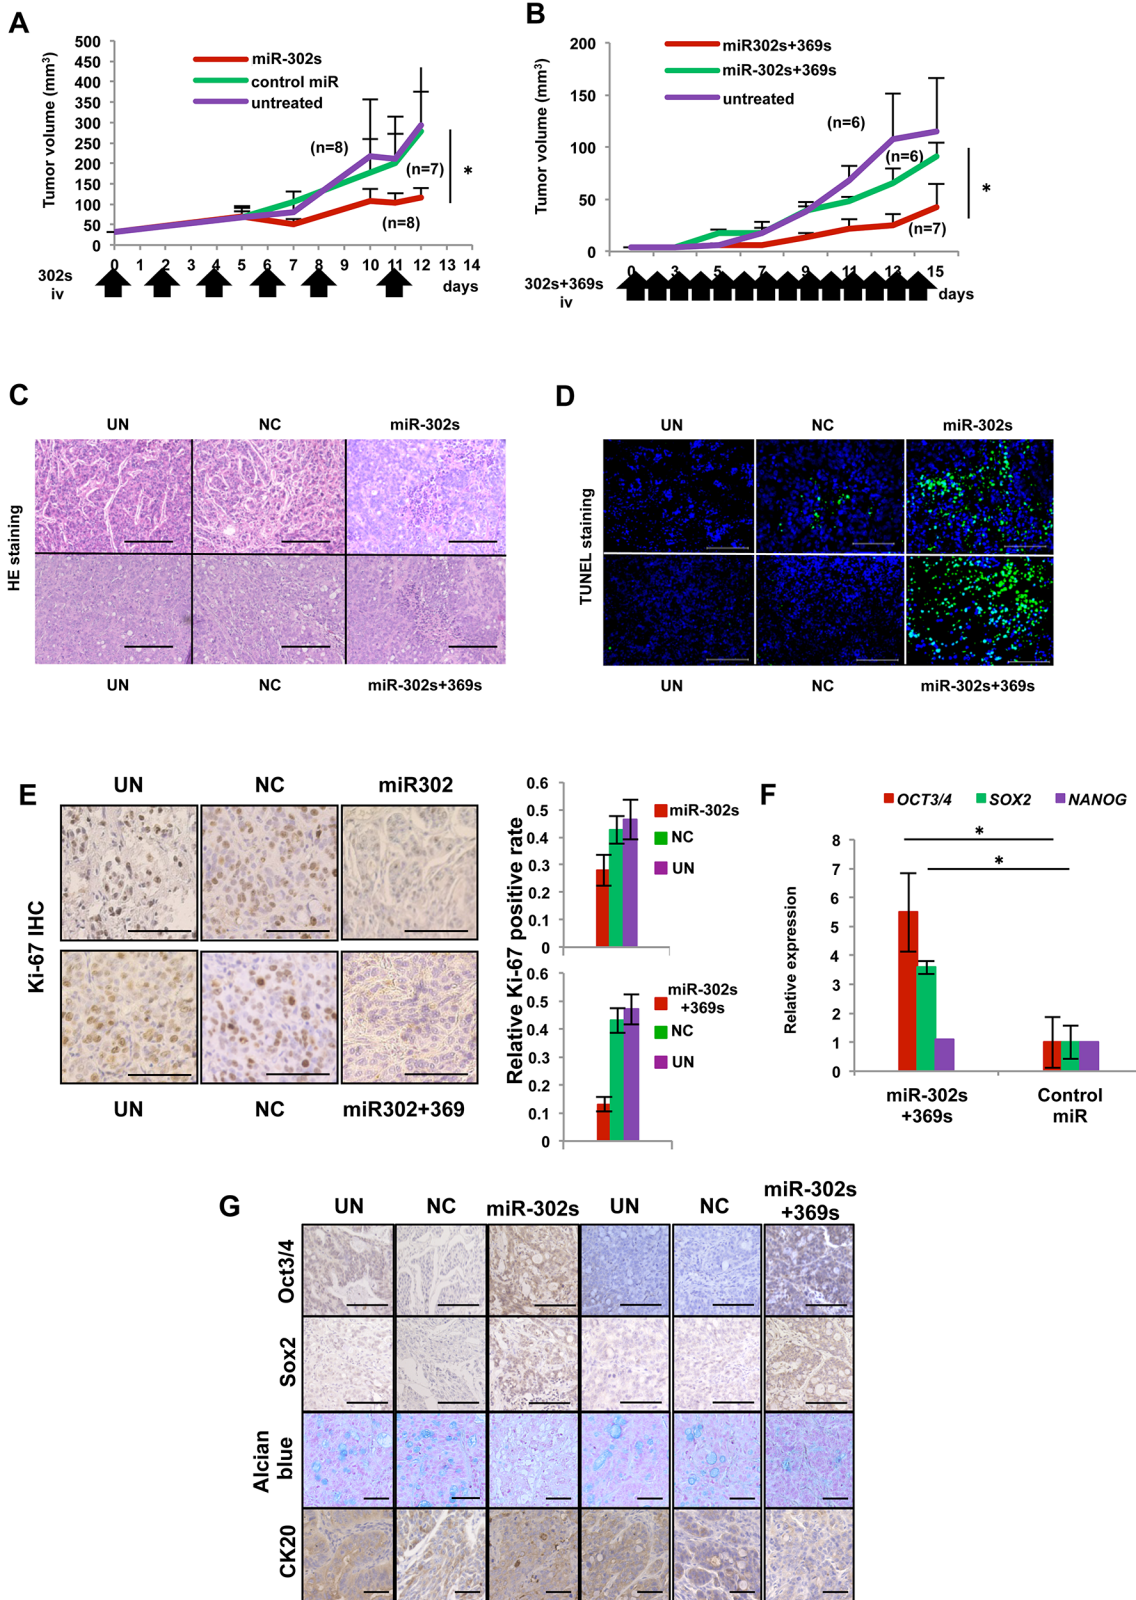 A
Tumor volume (mm³)
500
450
400
350
300
250
200
150
100
50
0
miR-302s
control miR
untreated
(n=8)
(n=7)
(n=8)
*
0 1 2 3 4 5 6 7 8 9 10 11 12 13 14
302s
iv
days
B
Tumor volume (mm³)
200
150
100
50
0
miR302s+369s
miR-302s+369s
untreated
(n=6)
(n=6)
(n=7)
*
0 3 5 7 9 11 13 15
302s+369s
iv
days
C
UN NC miR-302s
HE staining
UN NC miR-302s+369s
D
UN NC miR-302s
TUNEL staining
UN NC miR-302s+369s
E
UN NC miR302
Ki-67 IHC
UN NC miR302+369
Relative Ki-67 positive rate
0.6
0.5
0.4
0.3
0.2
0.1
0
miR-302s
NC
UN
0.6
0.5
0.4
0.3
0.2
0.1
0
miR-302s
+369s
NC
UN
F
OCT3/4 SOX2 NANOG
Relative expression
8
7
6
5
4
3
2
1
0
*
*
miR-302s
+369s
Control
miR
G
UN NC miR-302s UN NC miR-302s
+369s
Oct3/4
Sox2
Alcian
blue
CK20